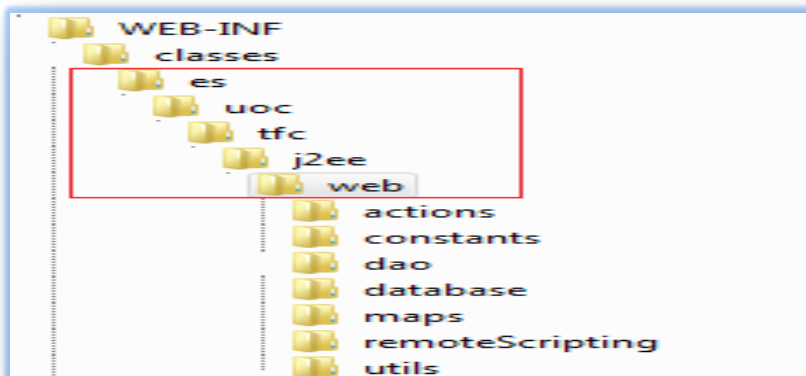 WEB-INF
classes
es
uoc
tfc
j2ee
web
actions
constants
dao
database
maps
remoteScripting
utils